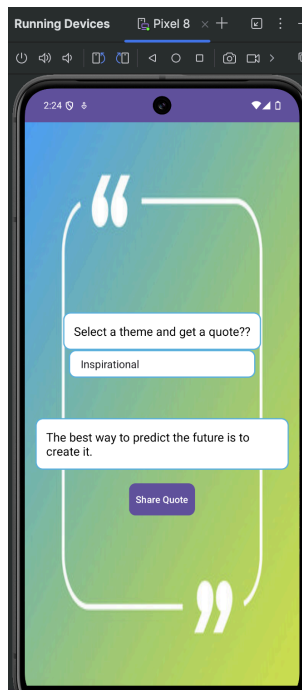 Running Devices
Pixel 8
2:24
Select a theme and get a quote??
Inspirational
The best way to predict the future is to
create it.
Share Quote